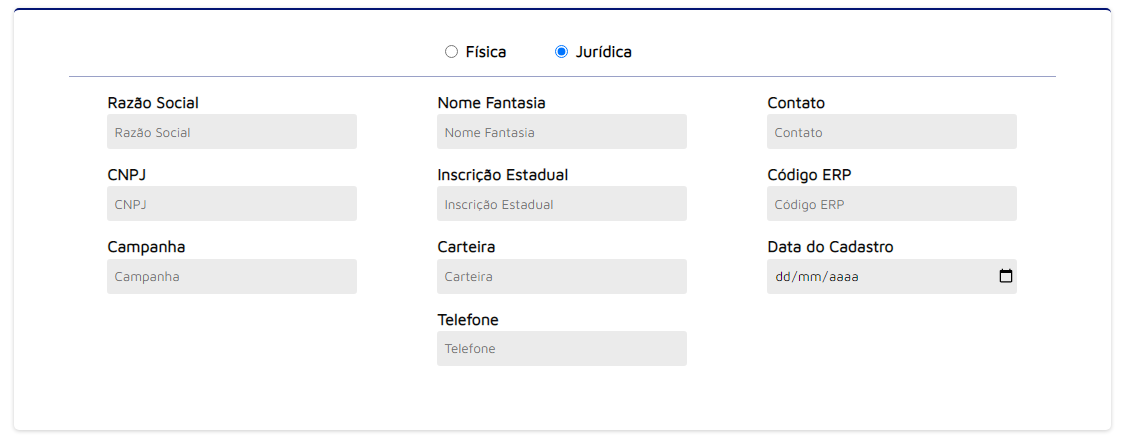 Física Jurídica
Razão Social Nome Fantasia Contato
Razão Social Nome Fantasia Contato
CNPJ Inscrição Estadual Código ERP
CNPJ Inscrição Estadual Código ERP
Campanha Carteira Data do Cadastro
Campanha Carteira dd/mm/aaaa
Telefone
Telefone